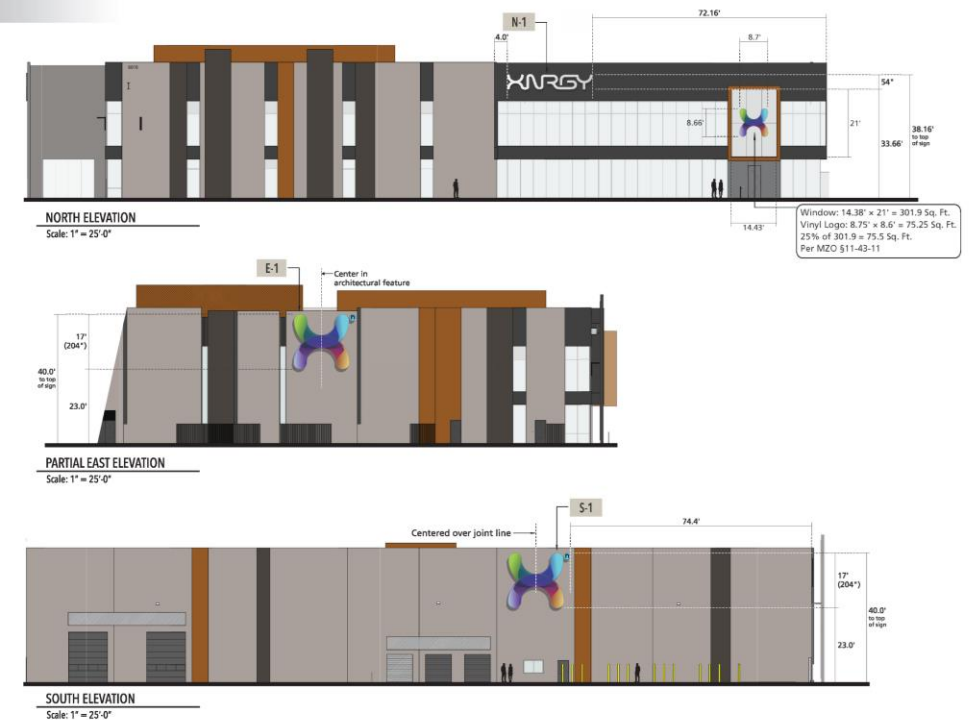 72.16'
N-1
4.0'
8.7'
XNRGY
54"
8.66'
21'
38.16'
to top
of sign
33.66'
NORTH ELEVATION
Scale: 1" = 25'-0"
14.43'
Window: 14.38' × 21' = 301.9 Sq. Ft.
Vinyl Logo: 8.75' × 8.6' = 75.25 Sq. Ft.
25% of 301.9 = 75.5 Sq. Ft.
Per MZO §11-43-11
E-1
Center in
architectural feature
17'
(204")
40.0'
to top
of sign
23.0'
PARTIAL EAST ELEVATION
Scale: 1" = 25'-0"
S-1
Centered over joint line
74.4'
17'
(204")
40.0'
to top
of sign
23.0'
SOUTH ELEVATION
Scale: 1" = 25'-0"